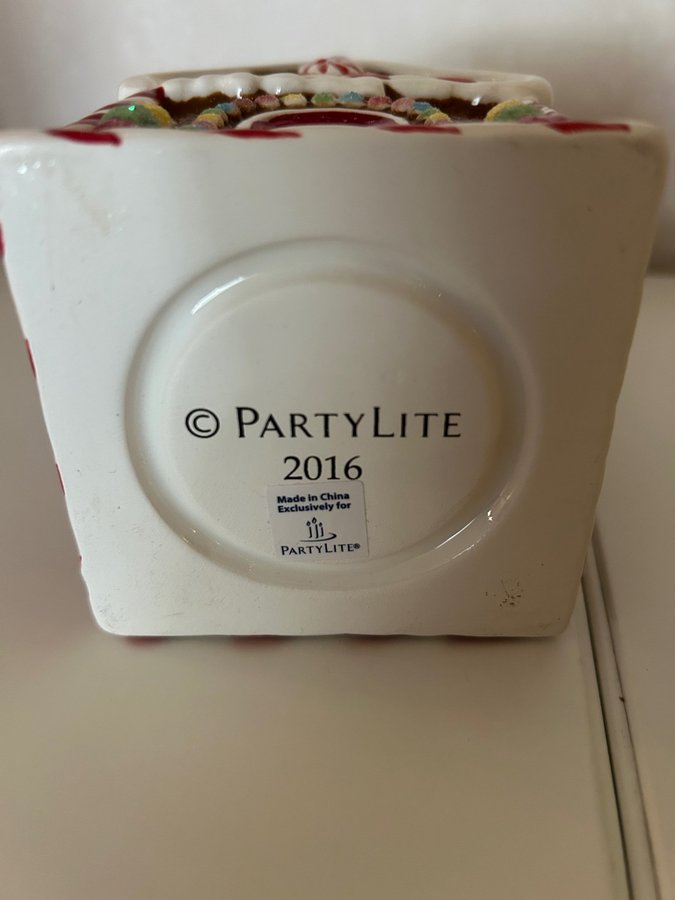 © PARTYLITE
2016
Made in China
Exclusively for
PARTYLITE®